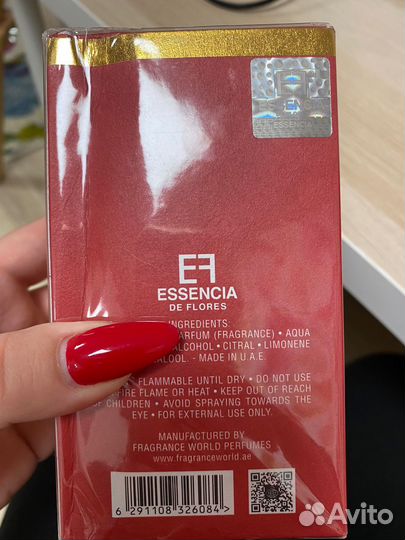 EF ESSENCIA
EF
ESSENCIA
DE FLORES
INGREDIENTS:
PARFUM (FRAGRANCE) • AQUA
ALCOHOL • CITRAL • LIMONENE
- MADE IN U.A.E
FLAMMABLE UNTIL DRY • DO NOT USE
FIRE FLAME OR HEAT • KEEP OUT OF REACH
OF CHILDREN • AVOID SPRAYING TOWARDS THE
EYE • FOR EXTERNAL USE ONLY.
MANUFACTURED BY
FRAGRANCE WORLD PERFUMES
www.fragranceworld.ae
6 291108 326084 >
Avito